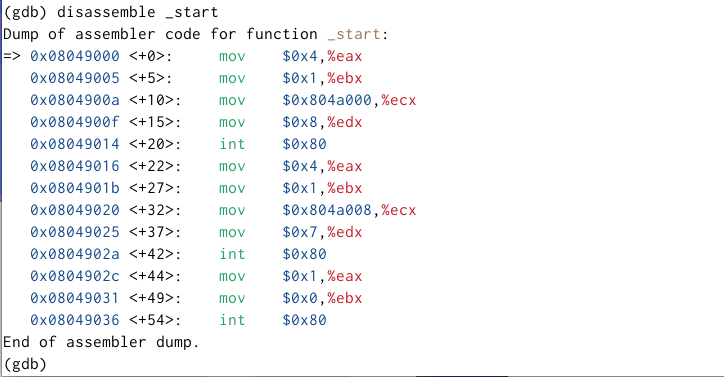 (gdb) disassemble _start
Dump of assembler code for function _start:
=> 0x08049000 <+0>:     mov    $0x4,%eax
   0x08049005 <+5>:     mov    $0x1,%ebx
   0x0804900a <+10>:    mov    $0x804a000,%ecx
   0x0804900f <+15>:    mov    $0x8,%edx
   0x08049014 <+20>:    int    $0x80
   0x08049016 <+22>:    mov    $0x4,%eax
   0x0804901b <+27>:    mov    $0x1,%ebx
   0x08049020 <+32>:    mov    $0x804a008,%ecx
   0x08049025 <+37>:    mov    $0x7,%edx
   0x0804902a <+42>:    int    $0x80
   0x0804902c <+44>:    mov    $0x1,%eax
   0x08049031 <+49>:    mov    $0x0,%ebx
   0x08049036 <+54>:    int    $0x80
End of assembler dump.
(gdb)